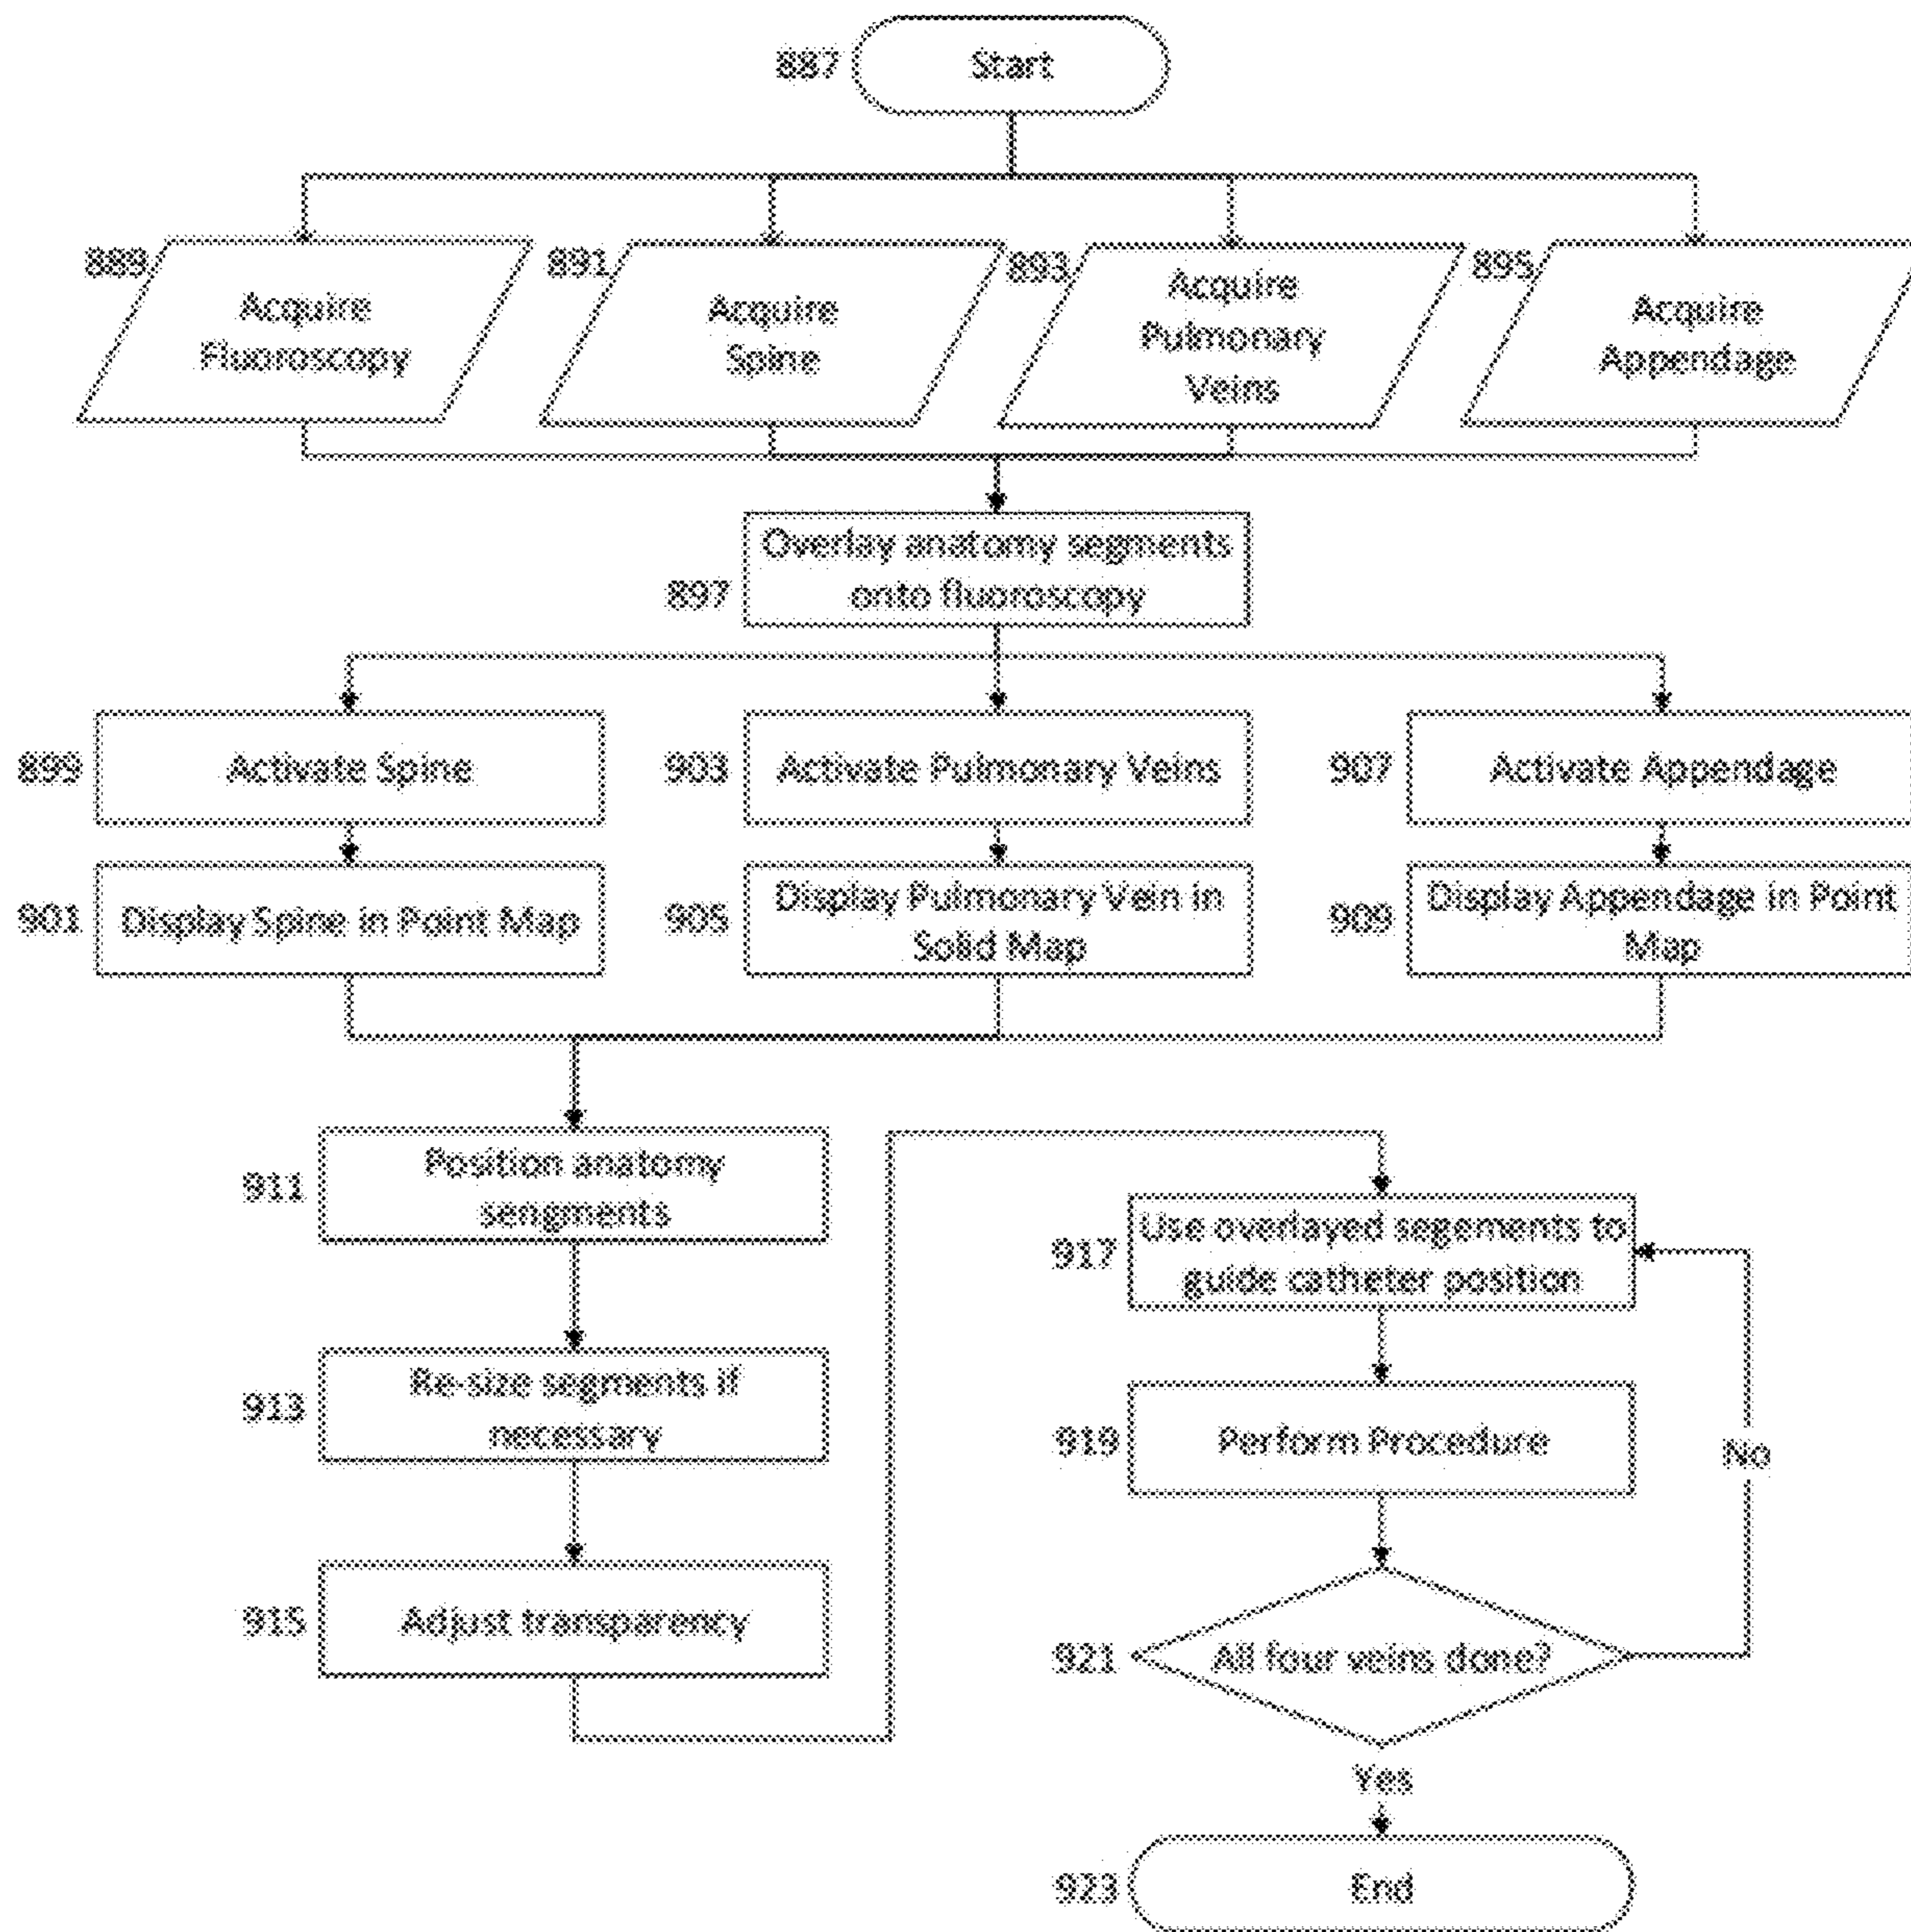 887
Start
889
Acquire
Fluoroscopy
891
Acquire
Spine
893
Acquire
Pulmonary
Veins
895
Acquire
Appendage
Overlay anatomy segments
onto fluoroscopy
897
899
Activate Spine
903
Activate Pulmonary Veins
907
Activate Appendage
901
Display Spine in Point Map
905
Display Pulmonary Vein in
Solid Map
909
Display Appendage in Point
Map
911
Position anatomy
sengments
913
Re-size segments if
necessary
915
Adjust transparency
917
Use overlayed segements to
guide catheter position
919
Perform Procedure
No
921
All four veins done?
Yes
923
End